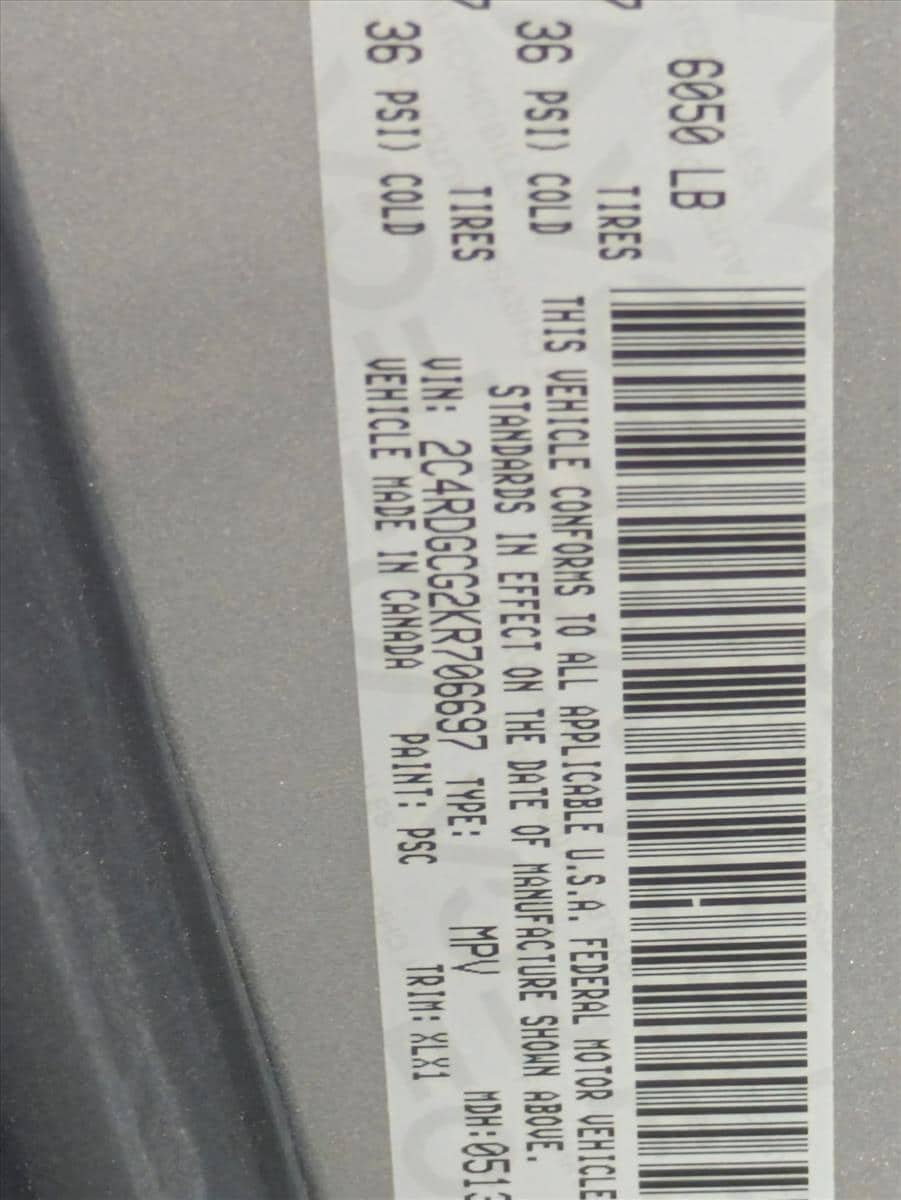 6050 LB
TIRES
36 PSI) COLD
TIRES
36 PSI) COLD
THIS VEHICLE CONFORMS TO ALL APPLICABLE U.S.A. FEDERAL MOTOR VEHICLE
STANDARDS IN EFFECT ON THE DATE OF MANUFACTURE SHOWN ABOVE.
VIN: 2C4RDGCG2KR706697 TYPE: MPV MDH:0513
VEHICLE MADE IN CANADA PAINT: PSC TRIM: XLX1